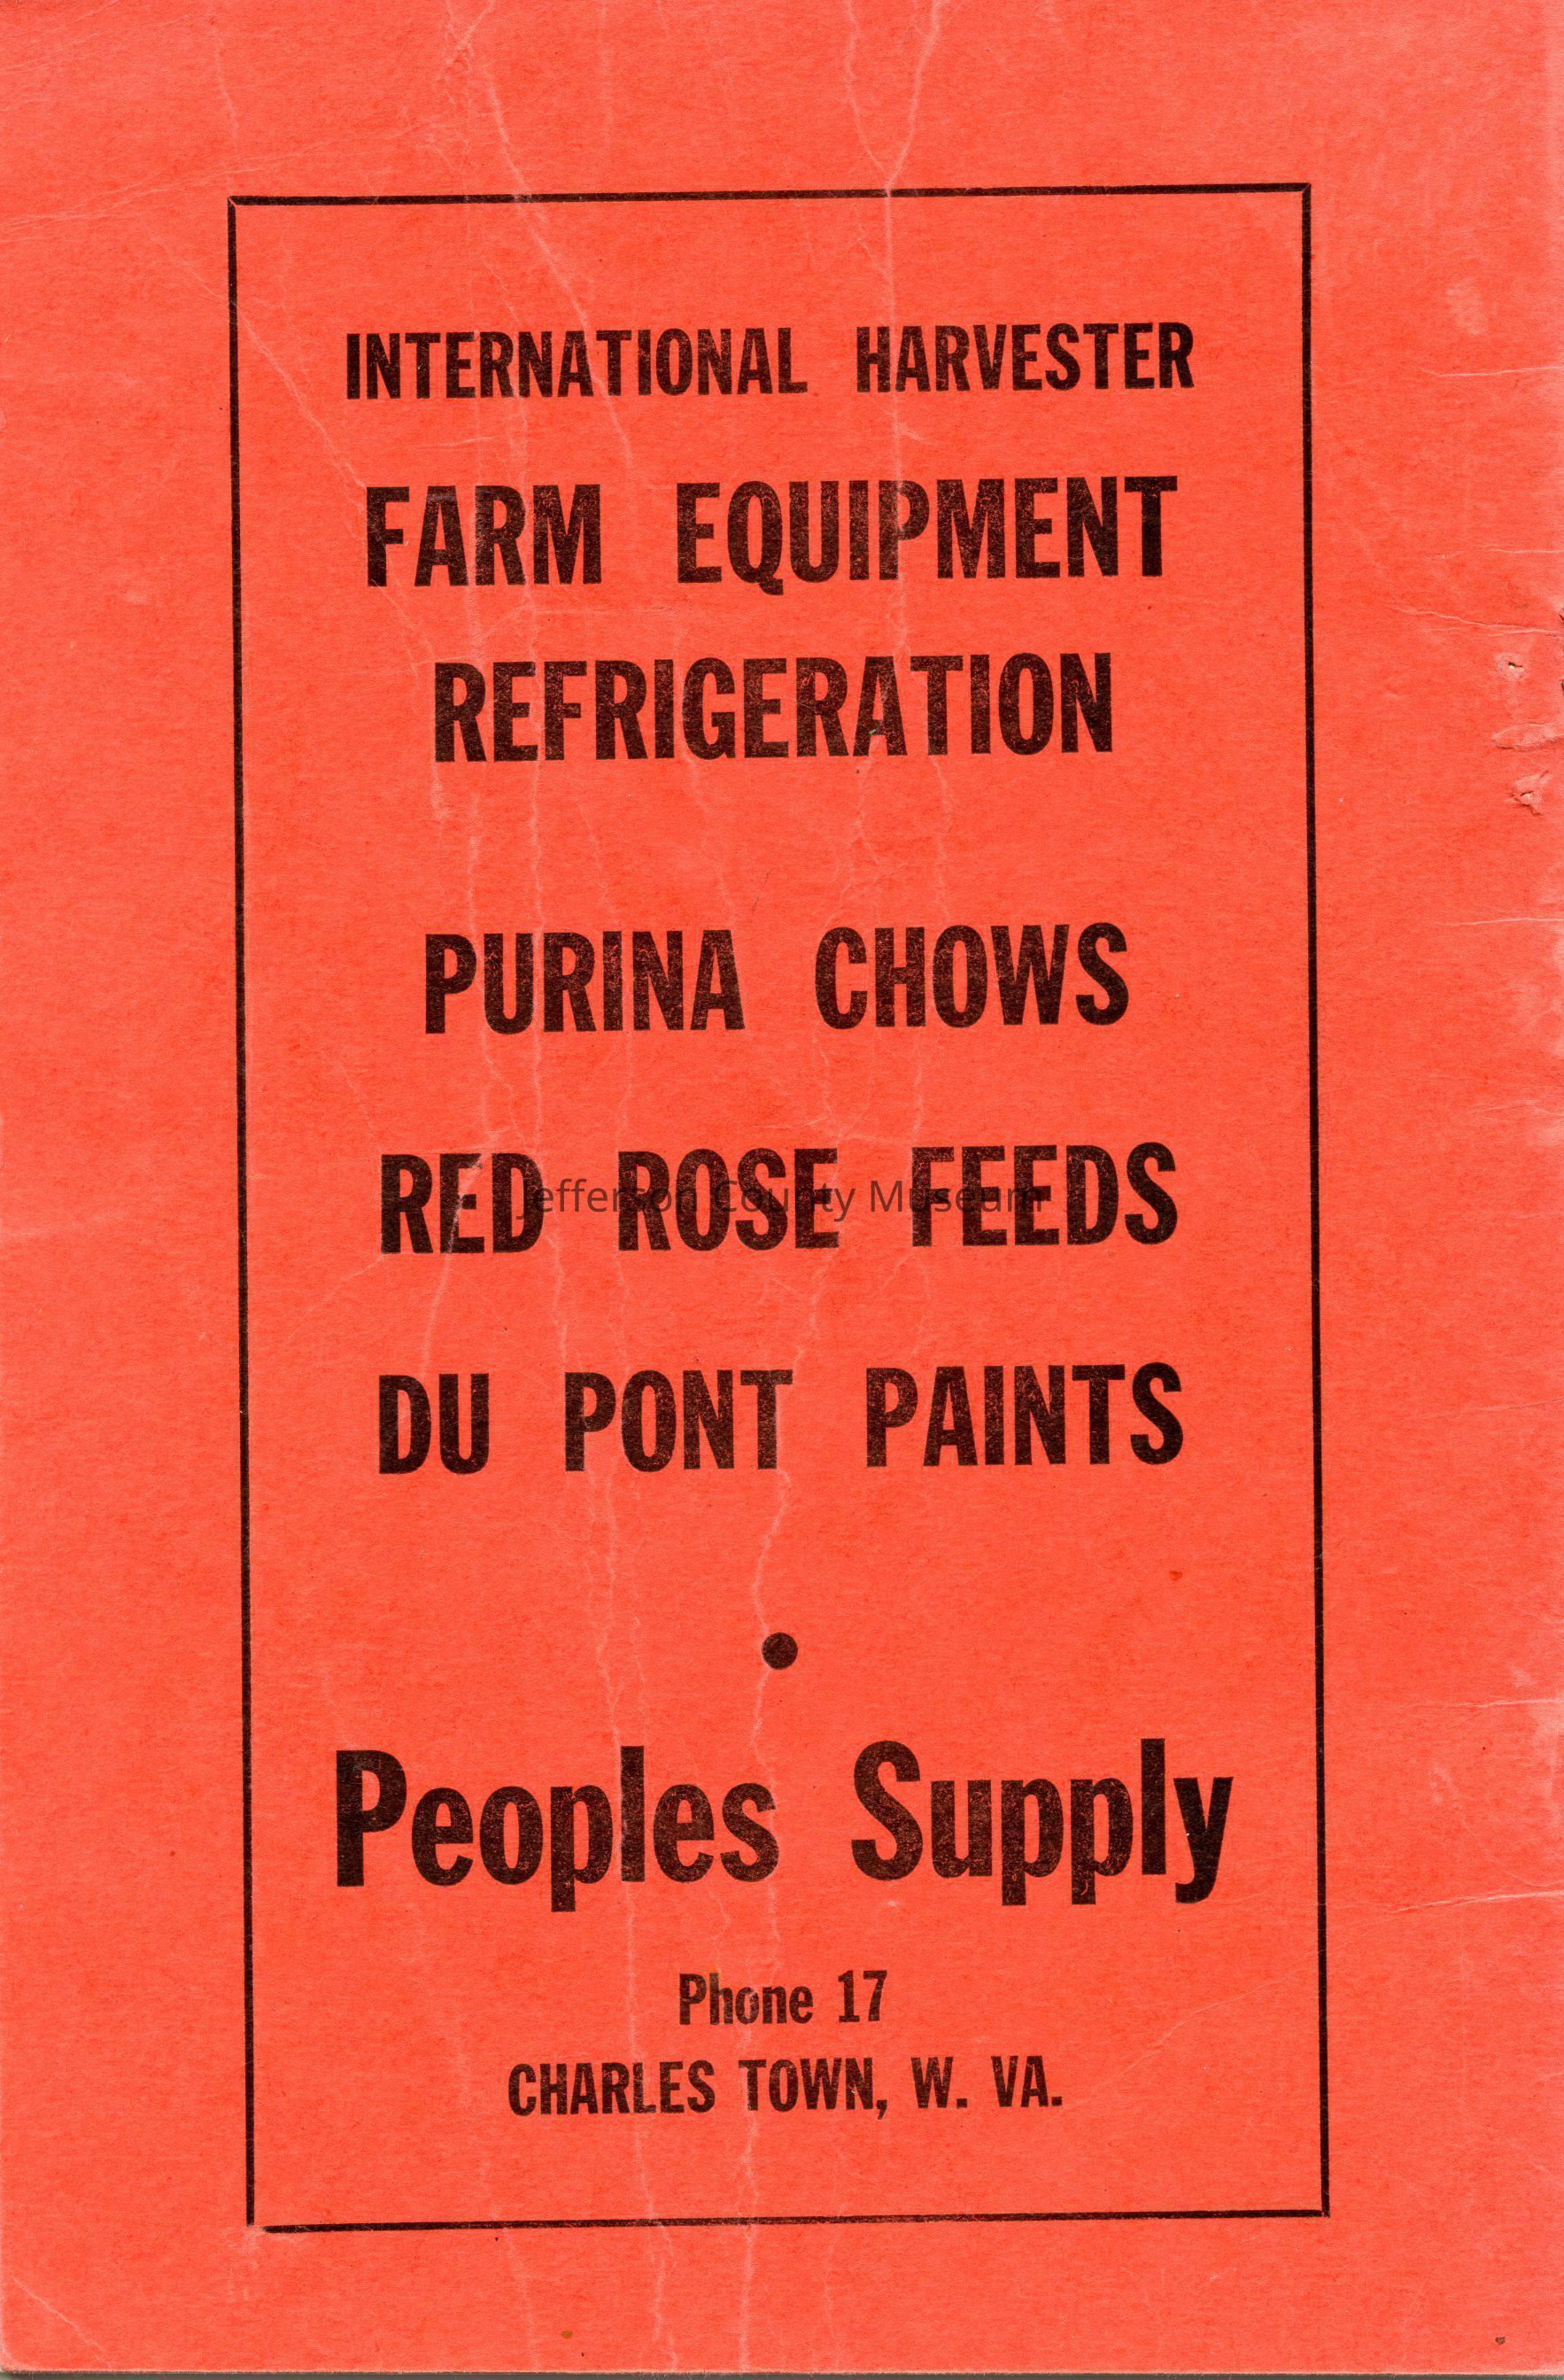 INTERNATIONAL HARVESTER
FARM EQUIPMENT
REFRIGERATION
PURINA CHOWS
RED ROSE FEEDS
Jefferson County Museum
DU PONT PAINTS
Peoples Supply
Phone 17
CHARLES TOWN, W. VA.